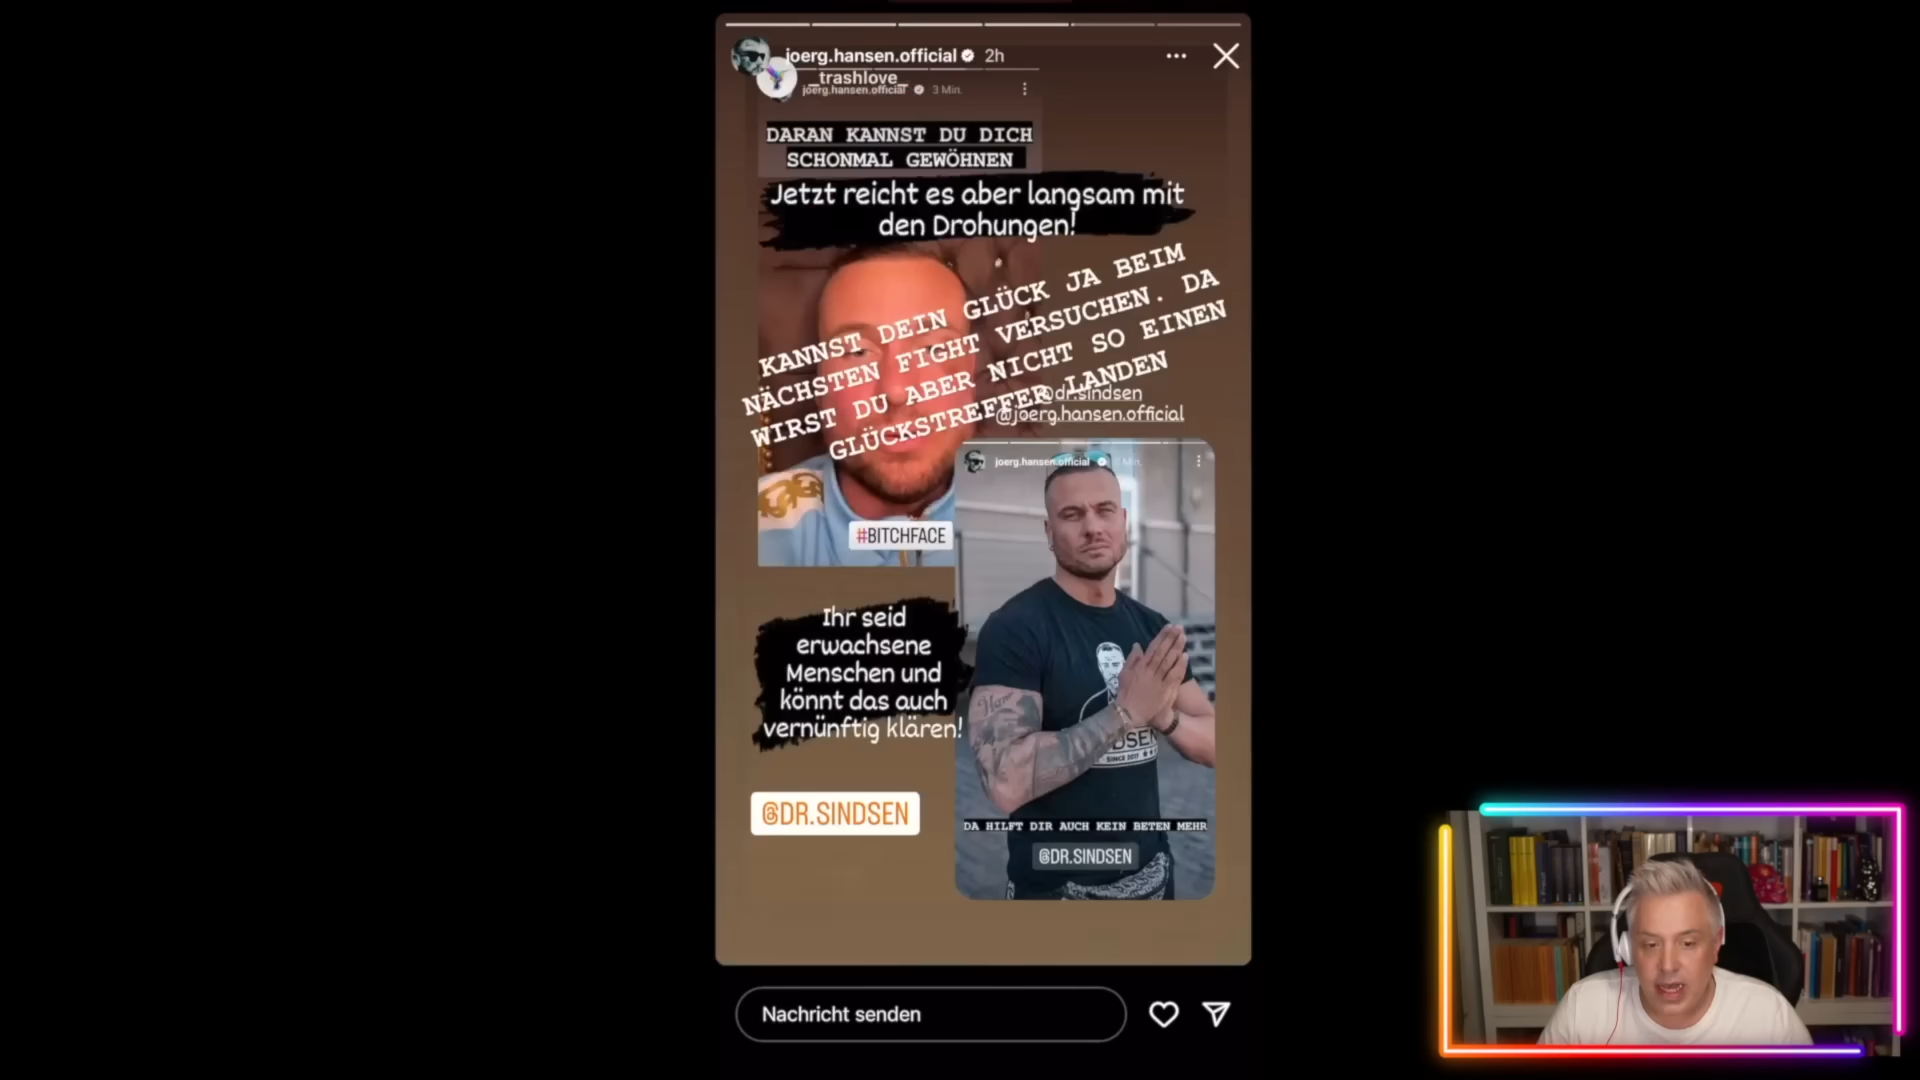 joerg.hansen.official 2h
_trashlove_
joerg.hansen.official 3 Min.
DARAN KANNST DU DICH
SCHONMAL GEWÖHNEN
Jetzt reicht es aber langsam mit
den Drohungen!
KANNST DEIN GLÜCK JA BEIM
NÄCHSTEN FIGHT VERSUCHEN. DA
WIRST DU ABER NICHT SO EINEN
GLÜCKSTREFFER LANDEN
@dr.sindsen
@joerg.hansen.official
joerg.hansen.official Min.
#BITCHFACE
Ihr seid
erwachsene
Menschen und
könnt das auch
vernünftig klären!
SINCE 2017
@DR.SINDSEN
DA HILFT DIR AUCH KEIN BETEN MEHR
@DR.SINDSEN
Nachricht senden